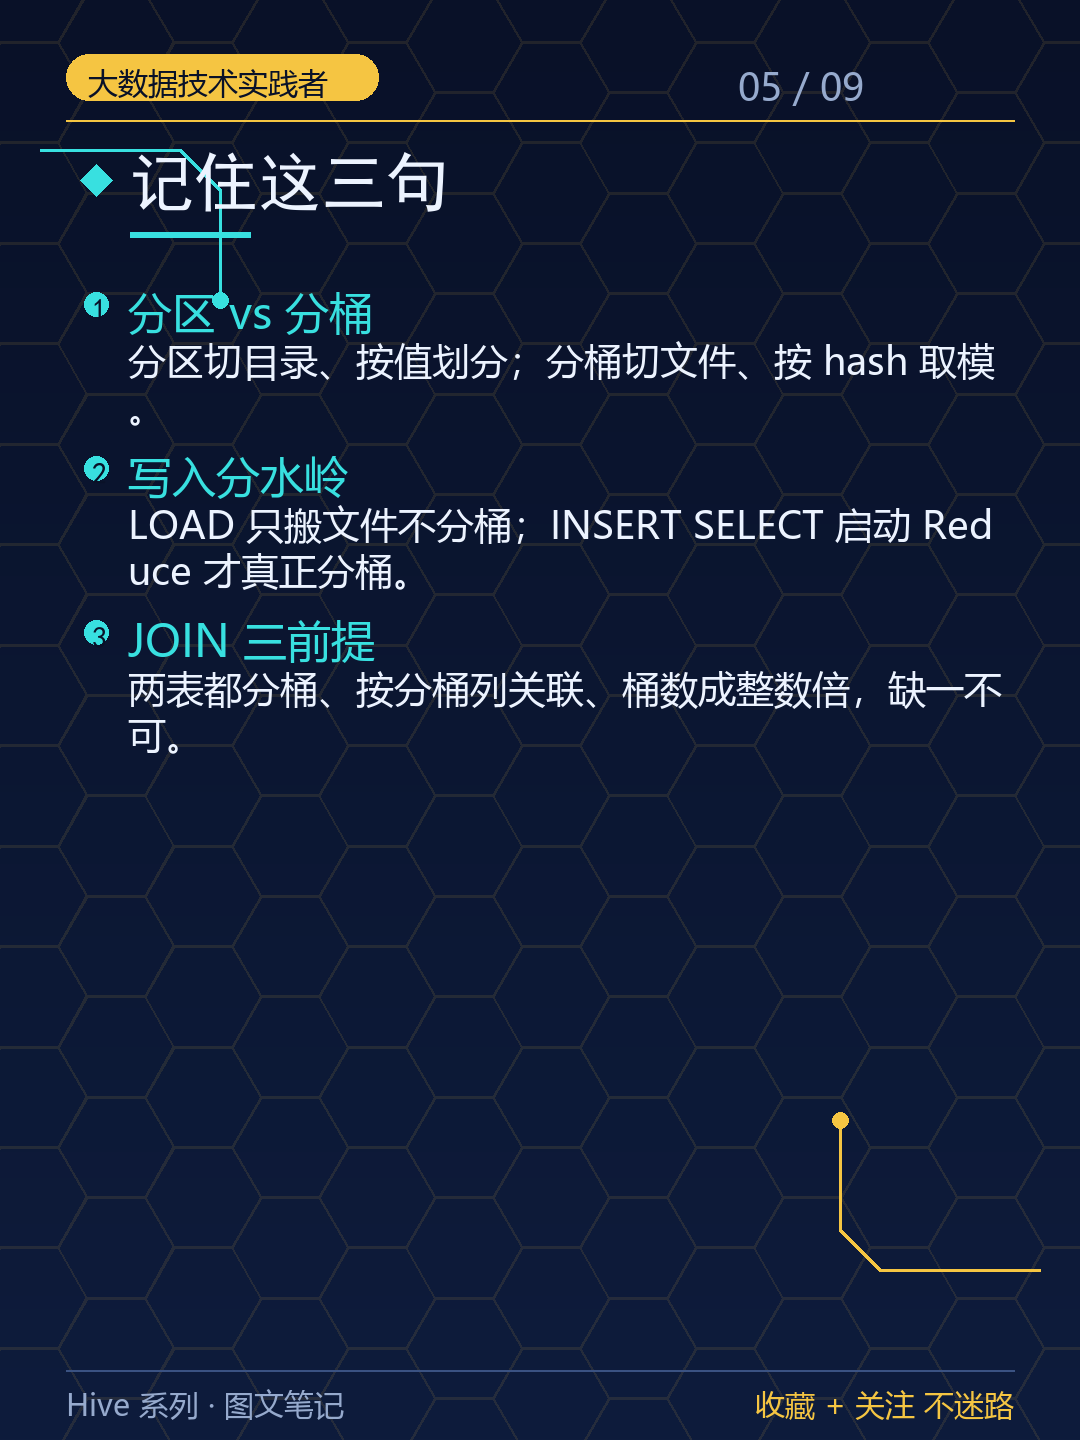 大数据技术实践者
05 / 09
记住这三句
1 分区 vs 分桶
分区切目录、按值划分；分桶切文件、按 hash 取模
。
2 写入分水岭
LOAD 只搬文件不分桶；INSERT SELECT 启动 Red
uce 才真正分桶。
3 JOIN 三前提
两表都分桶、按分桶列关联、桶数成整数倍，缺一不
可。
Hive 系列 · 图文笔记
收藏 + 关注 不迷路